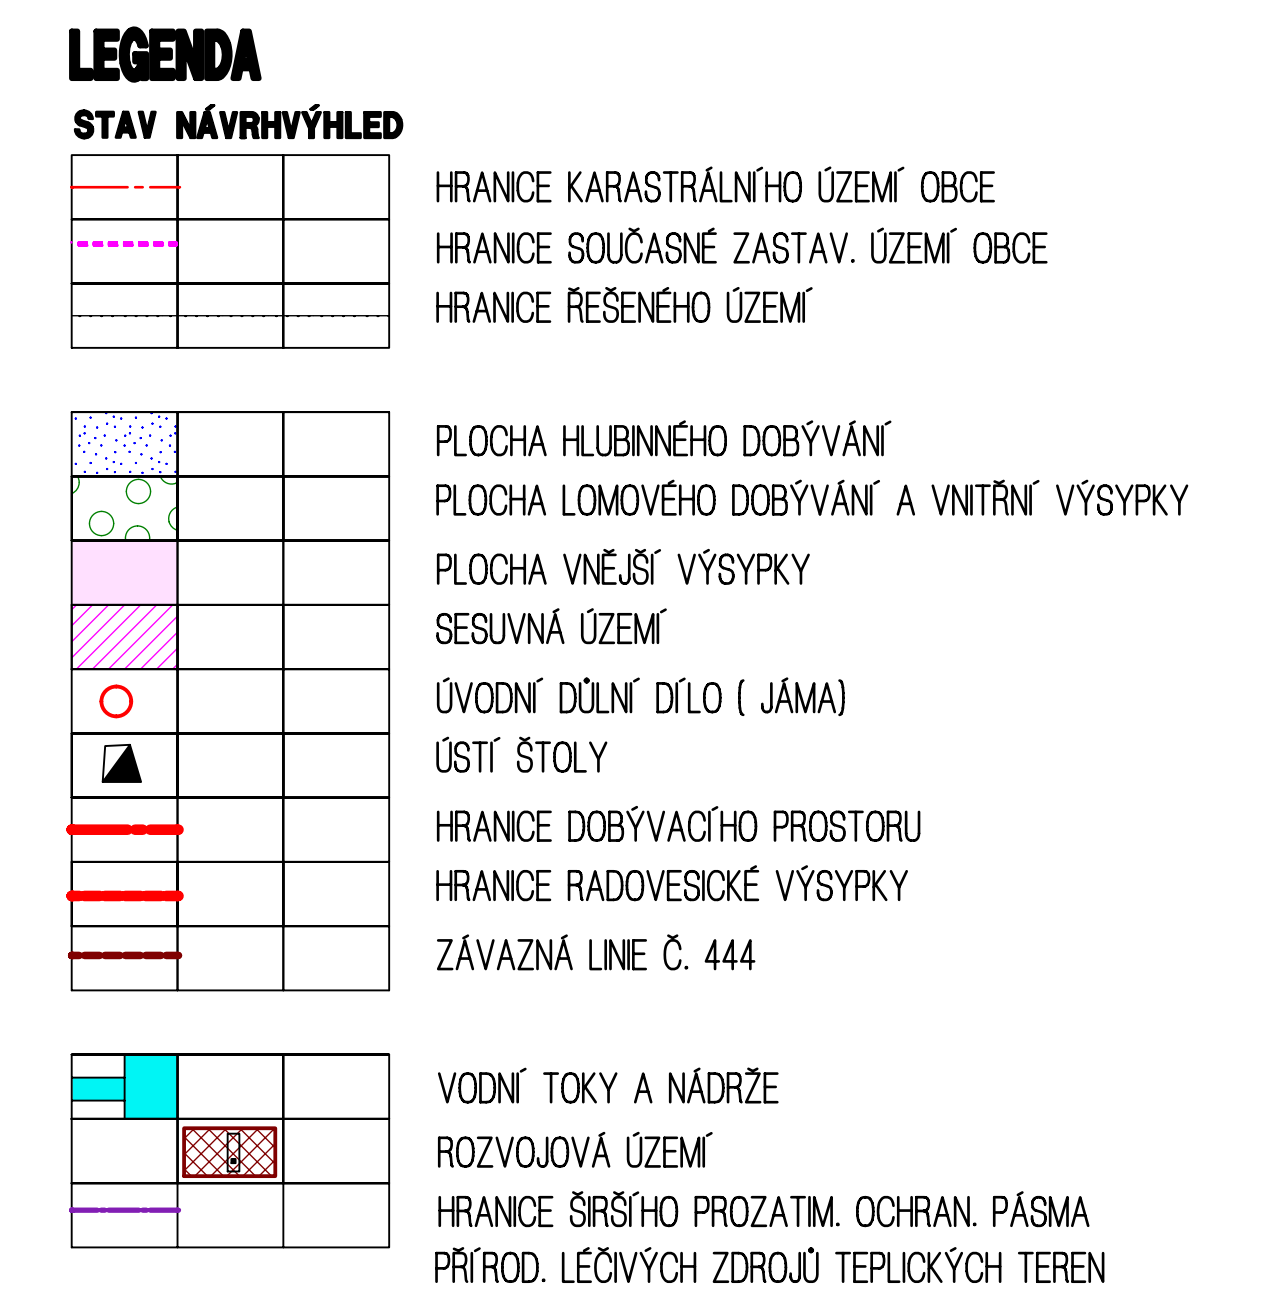 LEGENDA
STAV NÁVRHVÝHLED
HRANICE KARASTRÁLNÍHO ÚZEMÍ OBCE
HRANICE SOUČASNÉ ZASTAV. ÚZEMÍ OBCE
HRANICE ŘEŠENÉHO ÚZEMÍ
PLOCHA HLUBINNÉHO DOBÝVÁNÍ
PLOCHA LOMOVÉHO DOBÝVÁNÍ A VNITŘNÍ VÝSYPKY
PLOCHA VNĚJŠÍ VÝSYPKY
SESUVNÁ ÚZEMÍ
ÚVODNÍ DŮLNÍ DÍLO ( JÁMA)
ÚSTÍ ŠTOLY
HRANICE DOBÝVACÍHO PROSTORU
HRANICE RADOVESICKÉ VÝSYPKY
ZÁVAZNÁ LINIE Č. 444
VODNÍ TOKY A NÁDRŽE
ROZVOJOVÁ ÚZEMÍ
HRANICE ŠIRŠÍHO PROZATIM. OCHRAN. PÁSMA
PŘÍROD. LÉČIVÝCH ZDROJŮ TEPLICKÝCH TEREN